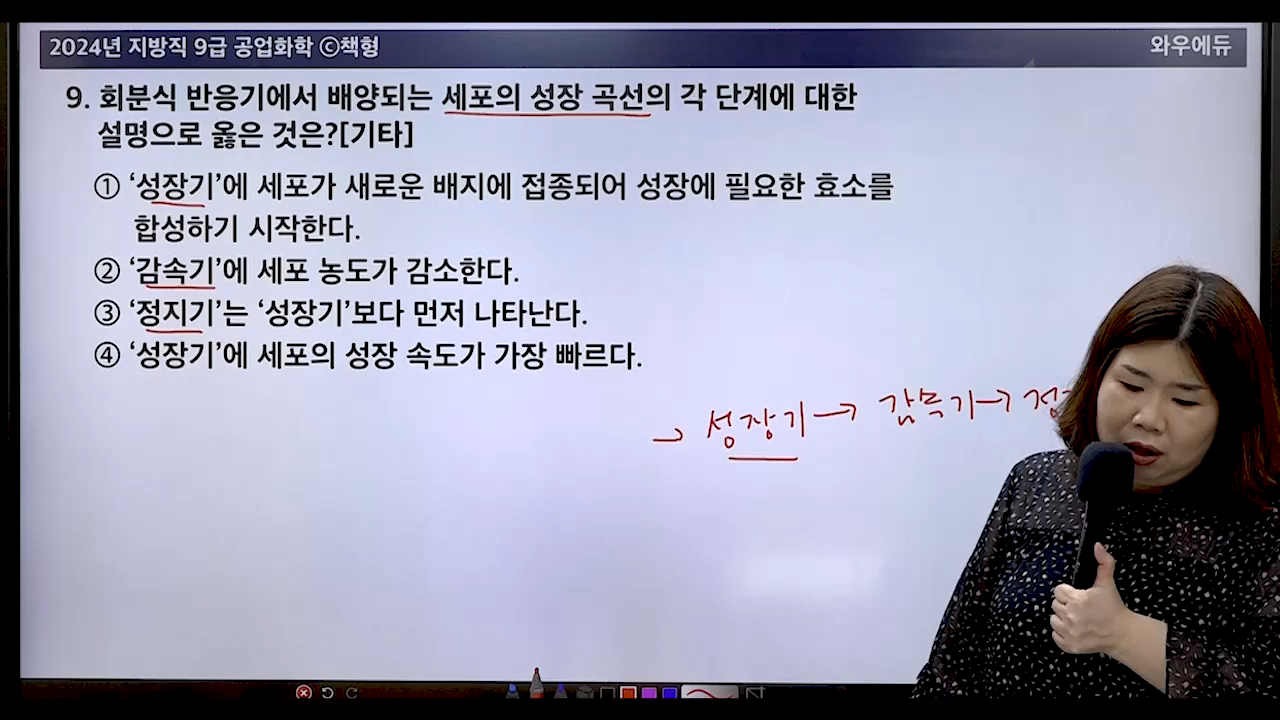 2024년 지방직 9급 공업화학 ⓒ책형 와우에듀
9. 회분식 반응기에서 배양되는 세포의 성장 곡선의 각 단계에 대한
설명으로 옳은 것은?[기타]
① ‘성장기’에 세포가 새로운 배지에 접종되어 성장에 필요한 효소를
합성하기 시작한다.
② ‘감속기’에 세포 농도가 감소한다.
③ ‘정지기’는 ‘성장기’보다 먼저 나타난다.
④ ‘성장기’에 세포의 성장 속도가 가장 빠르다.
→ 성장기 → 감속기 → 정